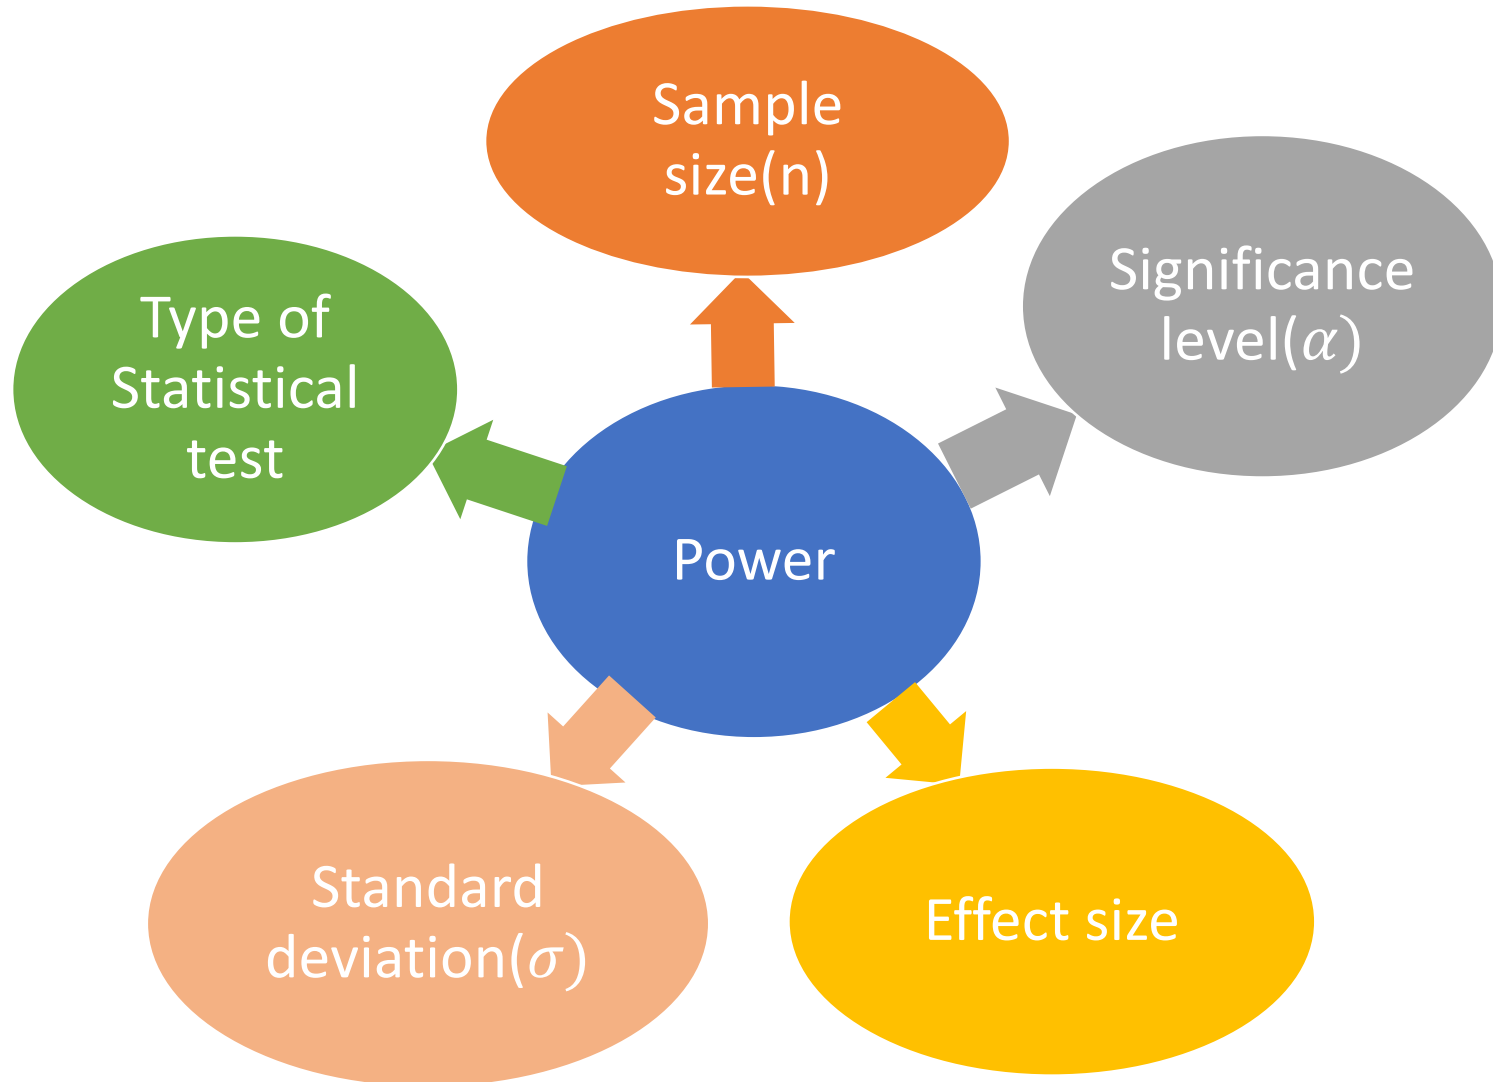 Sample
size(n)
Significance
level(𝛼)
Type of
Statistical
test
Power
Standard
deviation(𝜎)
Effect size